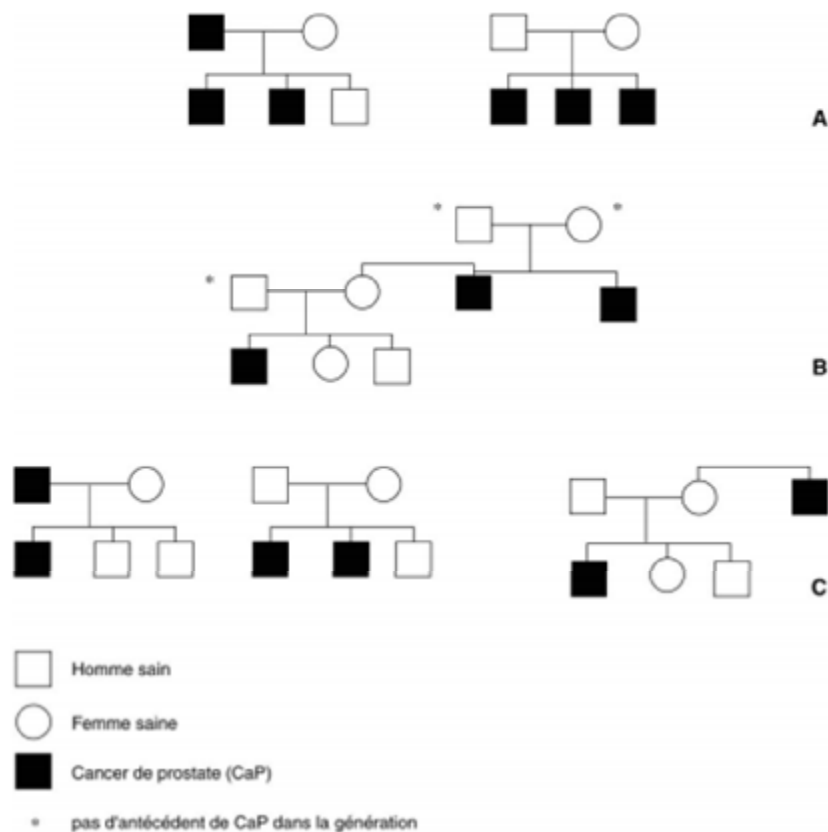 A
*
*
*
B
C
Homme sain
Femme saine
Cancer de prostate (CaP)
* pas d'antécédent de CaP dans la génération